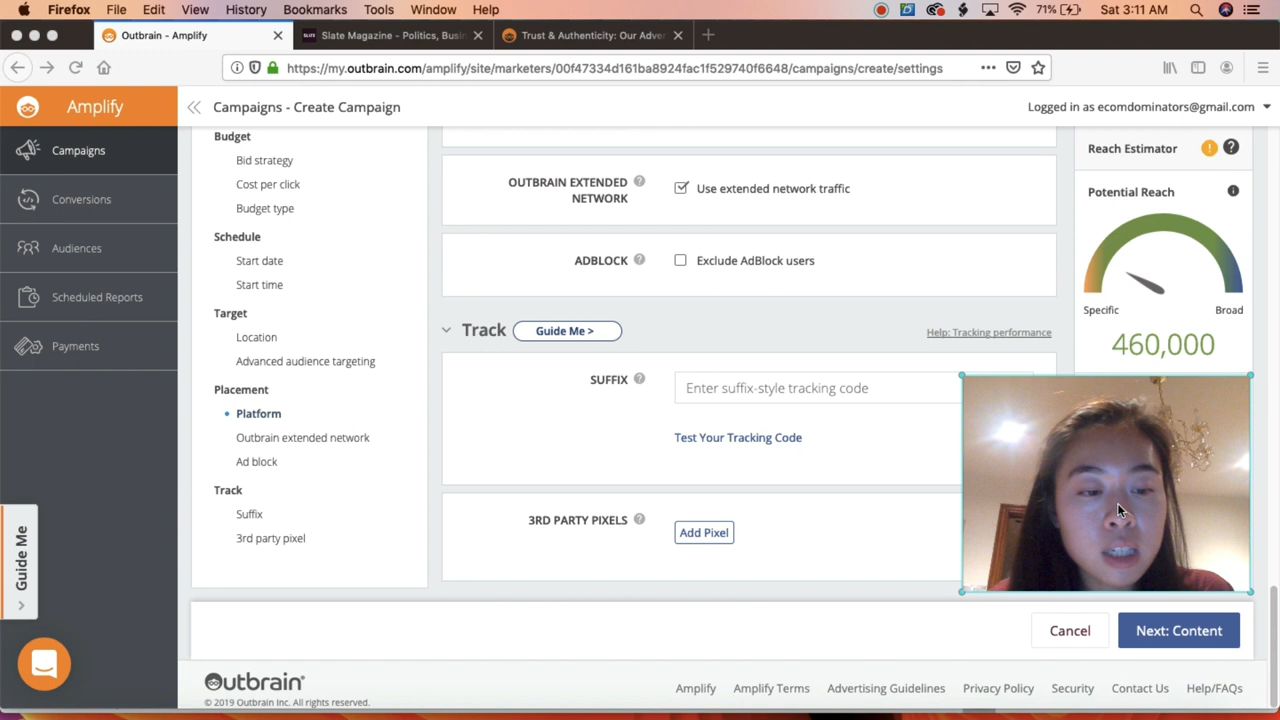 Firefox File Edit View History Bookmarks Tools Window Help 71% Sat 3:11 AM
Outbrain - Amplify SLATE Slate Magazine - Politics, Busin Trust & Authenticity: Our Adver
https://my.outbrain.com/amplify/site/marketers/00f47334d161ba8924fac1f529740f6648/campaigns/create/settings
Amplify
Campaigns - Create Campaign
Logged in as ecomdominators@gmail.com
Campaigns
Conversions
Audiences
Scheduled Reports
Payments
Guide Me
Budget
Bid strategy
Cost per click
Budget type
Schedule
Start date
Start time
Target
Location
Advanced audience targeting
Placement
Platform
Outbrain extended network
Ad block
Track
Suffix
3rd party pixel
OUTBRAIN EXTENDED
NETWORK
Use extended network traffic
ADBLOCK
Exclude AdBlock users
Track
Guide Me >
Help: Tracking performance
SUFFIX
Enter suffix-style tracking code
Test Your Tracking Code
3RD PARTY PIXELS
Add Pixel
Reach Estimator
Potential Reach
Specific Broad
460,000
Cancel
Next: Content
Outbrain
© 2019 Outbrain Inc. All rights reserved.
Amplify Amplify Terms Advertising Guidelines Privacy Policy Security Contact Us Help/FAQs